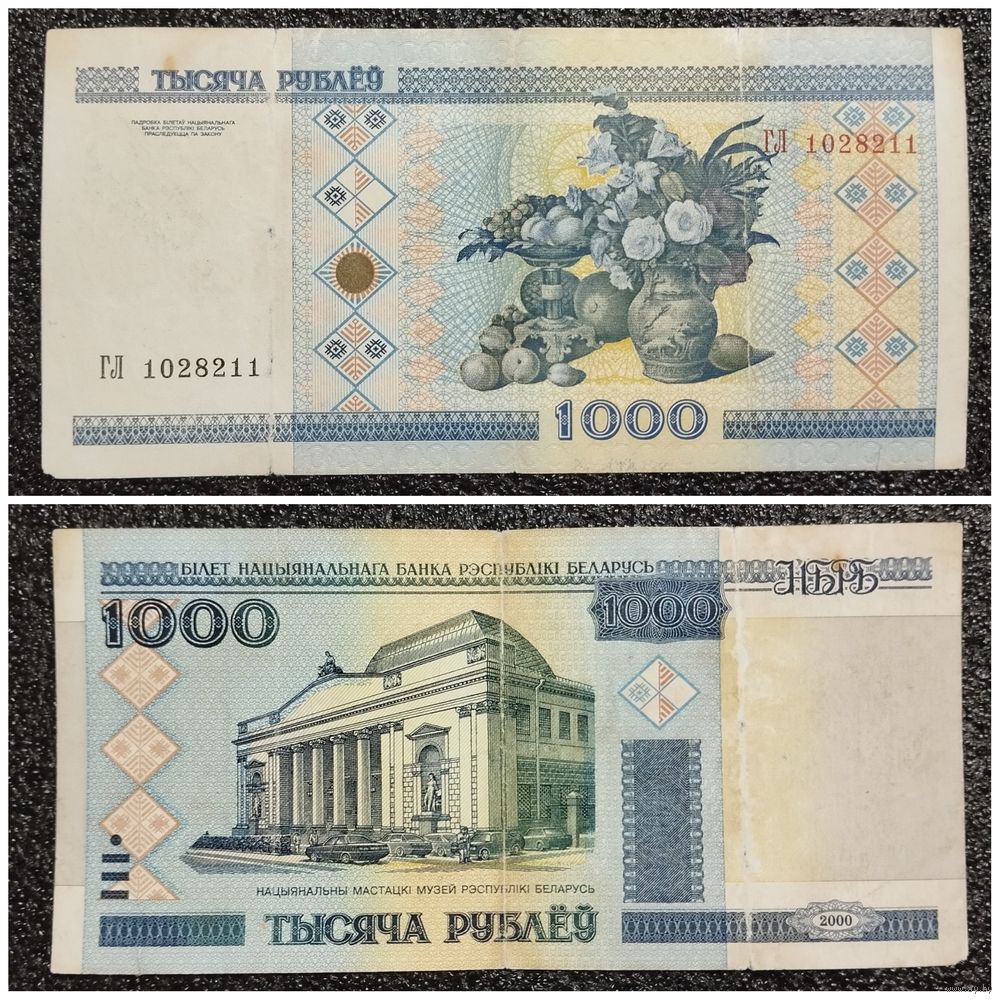 ТЫСЯЧА РУБЛЁЎ
ПАДРОБКА БІЛЕТАЎ НАЦЫЯНАЛЬНАГА
БАНКА РЭСПУБЛІКІ БЕЛАРУСЬ
ПРАСЛЕДУЕЦЦА ПА ЗАКОНУ
ГЛ 1028211
ГЛ 1028211
1000
БІЛЕТ НАЦЫЯНАЛЬНАГА БАНКА РЭСПУБЛІКІ БЕЛАРУСЬ
НБРБ
1000
1000
НАЦЫЯНАЛЬНЫ МАСТАЦКІ МУЗЕЙ РЭСПУБЛІКІ БЕЛАРУСЬ
ТЫСЯЧА РУБЛЁЎ
2000